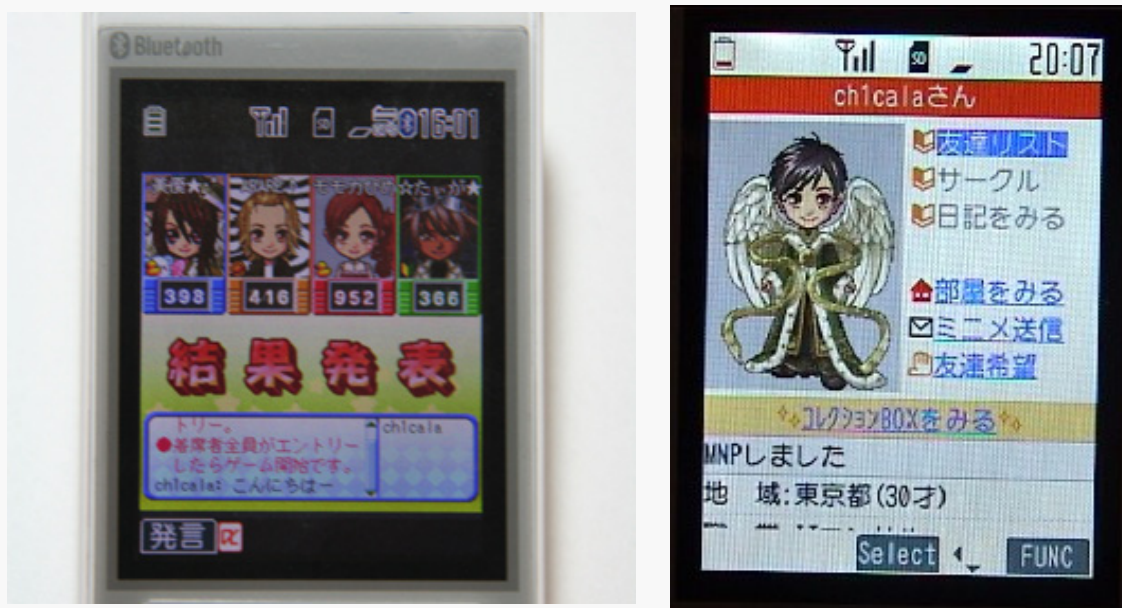 Bluetooth
16:01
398
416
952
366
結果発表
トリー。
●着席者全員がエントリー
したらゲーム開始です。
ch1cala: こんにちはー
ch1cala
発言
20:07
ch1calaさん
友達リスト
サークル
日記をみる
部屋をみる
ミニメ送信
友達希望
コレクションBOXをみる
MNPしました
地 域:東京都(30才)
Select
FUNC